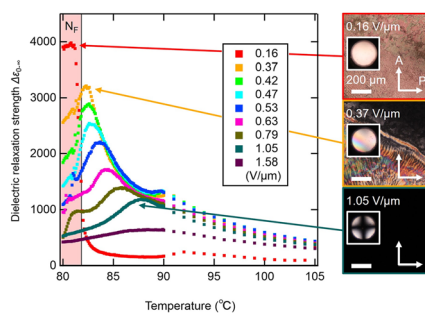 Dielectric relaxation strength Δε₀₋∞
4000
3000
2000
1000
0
N_F
0.16
0.37
0.42
0.47
0.53
0.63
0.79
1.05
1.58
(V/μm)
80
85
90
95
100
105
Temperature (°C)
0.16 V/μm
200 μm
A
P
0.37 V/μm
1.05 V/μm